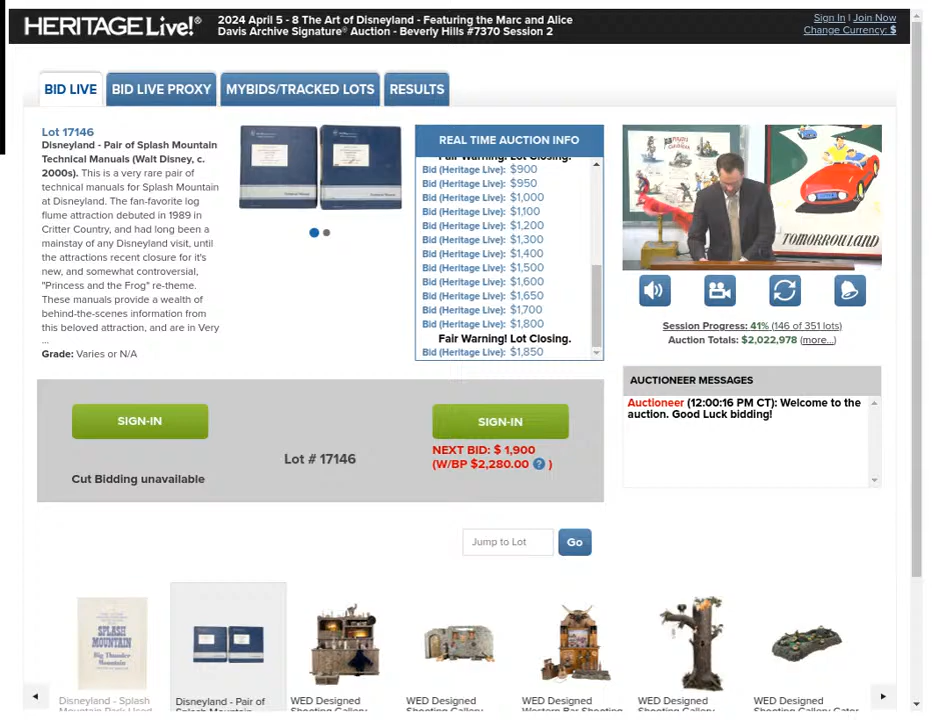 HERITAGE Live!®
2024 April 5 - 8 The Art of Disneyland - Featuring the Marc and Alice
Davis Archive Signature® Auction - Beverly Hills #7370 Session 2
Sign In | Join Now
Change Currency: $
BID LIVE
BID LIVE PROXY
MYBIDS/TRACKED LOTS
RESULTS
Lot 17146
Disneyland - Pair of Splash Mountain
Technical Manuals (Walt Disney, c.
2000s). This is a very rare pair of
technical manuals for Splash Mountain
at Disneyland. The fan-favorite log
flume attraction debuted in 1989 in
Critter Country, and had long been a
mainstay of any Disneyland visit, until
the attractions recent closure for it's
new, and somewhat controversial,
"Princess and the Frog" re-theme.
These manuals provide a wealth of
behind-the-scenes information from
this beloved attraction, and are in Very
...
Grade: Varies or N/A
REAL TIME AUCTION INFO
Fair Warning! Lot Closing.
Bid (Heritage Live): $900
Bid (Heritage Live): $950
Bid (Heritage Live): $1,000
Bid (Heritage Live): $1,100
Bid (Heritage Live): $1,200
Bid (Heritage Live): $1,300
Bid (Heritage Live): $1,400
Bid (Heritage Live): $1,500
Bid (Heritage Live): $1,600
Bid (Heritage Live): $1,650
Bid (Heritage Live): $1,700
Bid (Heritage Live): $1,800
Fair Warning! Lot Closing.
Bid (Heritage Live): $1,850
TOMORROWLAND
Session Progress: 41% (146 of 351 lots)
Auction Totals: $2,022,978 (more...)
AUCTIONEER MESSAGES
Auctioneer (12:00:16 PM CT): Welcome to the
auction. Good Luck bidding!
SIGN-IN
Cut Bidding unavailable
Lot # 17146
SIGN-IN
NEXT BID: $ 1,900
(W/BP $2,280.00 ? )
Jump to Lot
Go
SPLASH
MOUNTAIN
Big Thunder
Mountain
Disneyland - Splash
Mountain Park Used
Disneyland - Pair of
Splash Mountain
WED Designed
Shooting Gallery
WED Designed
Shooting Gallery
WED Designed
Western Bar Shooting
WED Designed
Shooting Gallery
WED Designed
Shooting Gallery Gator